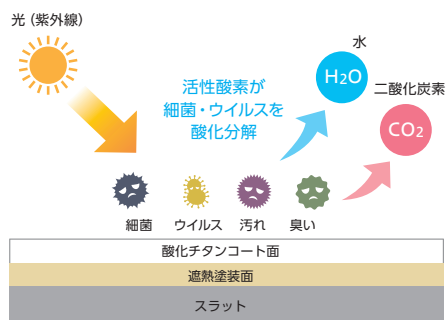 光（紫外線）
水
H₂O
活性酸素が
細菌・ウイルスを
酸化分解
二酸化炭素
CO₂
細菌 ウイルス 汚れ 臭い
酸化チタンコート面
遮熱塗装面
スラット